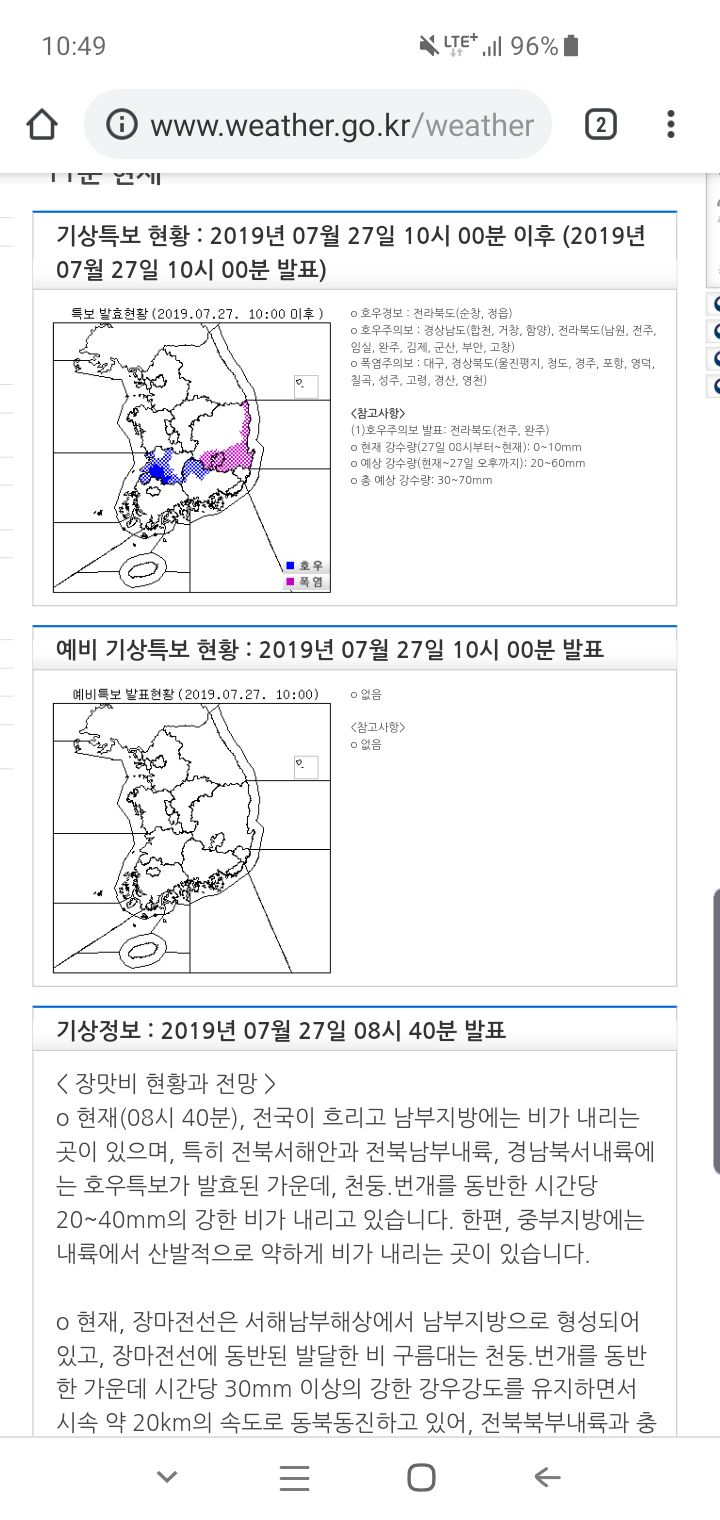 10:49
LTE+
96%
www.weather.go.kr/weather
2
11분 현재
기상특보 현황 : 2019년 07월 27일 10시 00분 이후 (2019년
07월 27일 10시 00분 발표)
특보 발효현황(2019.07.27. 10:00 이후 )
호우
폭염
o 호우경보 : 전라북도(순창, 정읍)
o 호우주의보 : 경상남도(합천, 거창, 함양), 전라북도(남원, 전주,
임실, 완주, 김제, 군산, 부안, 고창)
o 폭염주의보 : 대구, 경상북도(울진평지, 청도, 경주, 포항, 영덕,
칠곡, 성주, 고령, 경산, 영천)
<참고사항>
(1)호우주의보 발표: 전라북도(전주, 완주)
o 현재 강수량(27일 08시부터~현재): 0~10mm
o 예상 강수량(현재~27일 오후까지): 20~60mm
o 총 예상 강수량: 30~70mm
예비 기상특보 현황 : 2019년 07월 27일 10시 00분 발표
예비특보 발표현황(2019.07.27. 10:00)
o 없음
<참고사항>
o 없음
기상정보 : 2019년 07월 27일 08시 40분 발표
< 장맛비 현황과 전망 >
o 현재(08시 40분), 전국이 흐리고 남부지방에는 비가 내리는
곳이 있으며, 특히 전북서해안과 전북남부내륙, 경남북서내륙에
는 호우특보가 발효된 가운데, 천둥.번개를 동반한 시간당
20~40mm의 강한 비가 내리고 있습니다. 한편, 중부지방에는
내륙에서 산발적으로 약하게 비가 내리는 곳이 있습니다.
o 현재, 장마전선은 서해남부해상에서 남부지방으로 형성되어
있고, 장마전선에 동반된 발달한 비 구름대는 천둥.번개를 동반
한 가운데 시간당 30mm 이상의 강한 강우강도를 유지하면서
시속 약 20km의 속도로 동북동진하고 있어, 전북북부내륙과 충